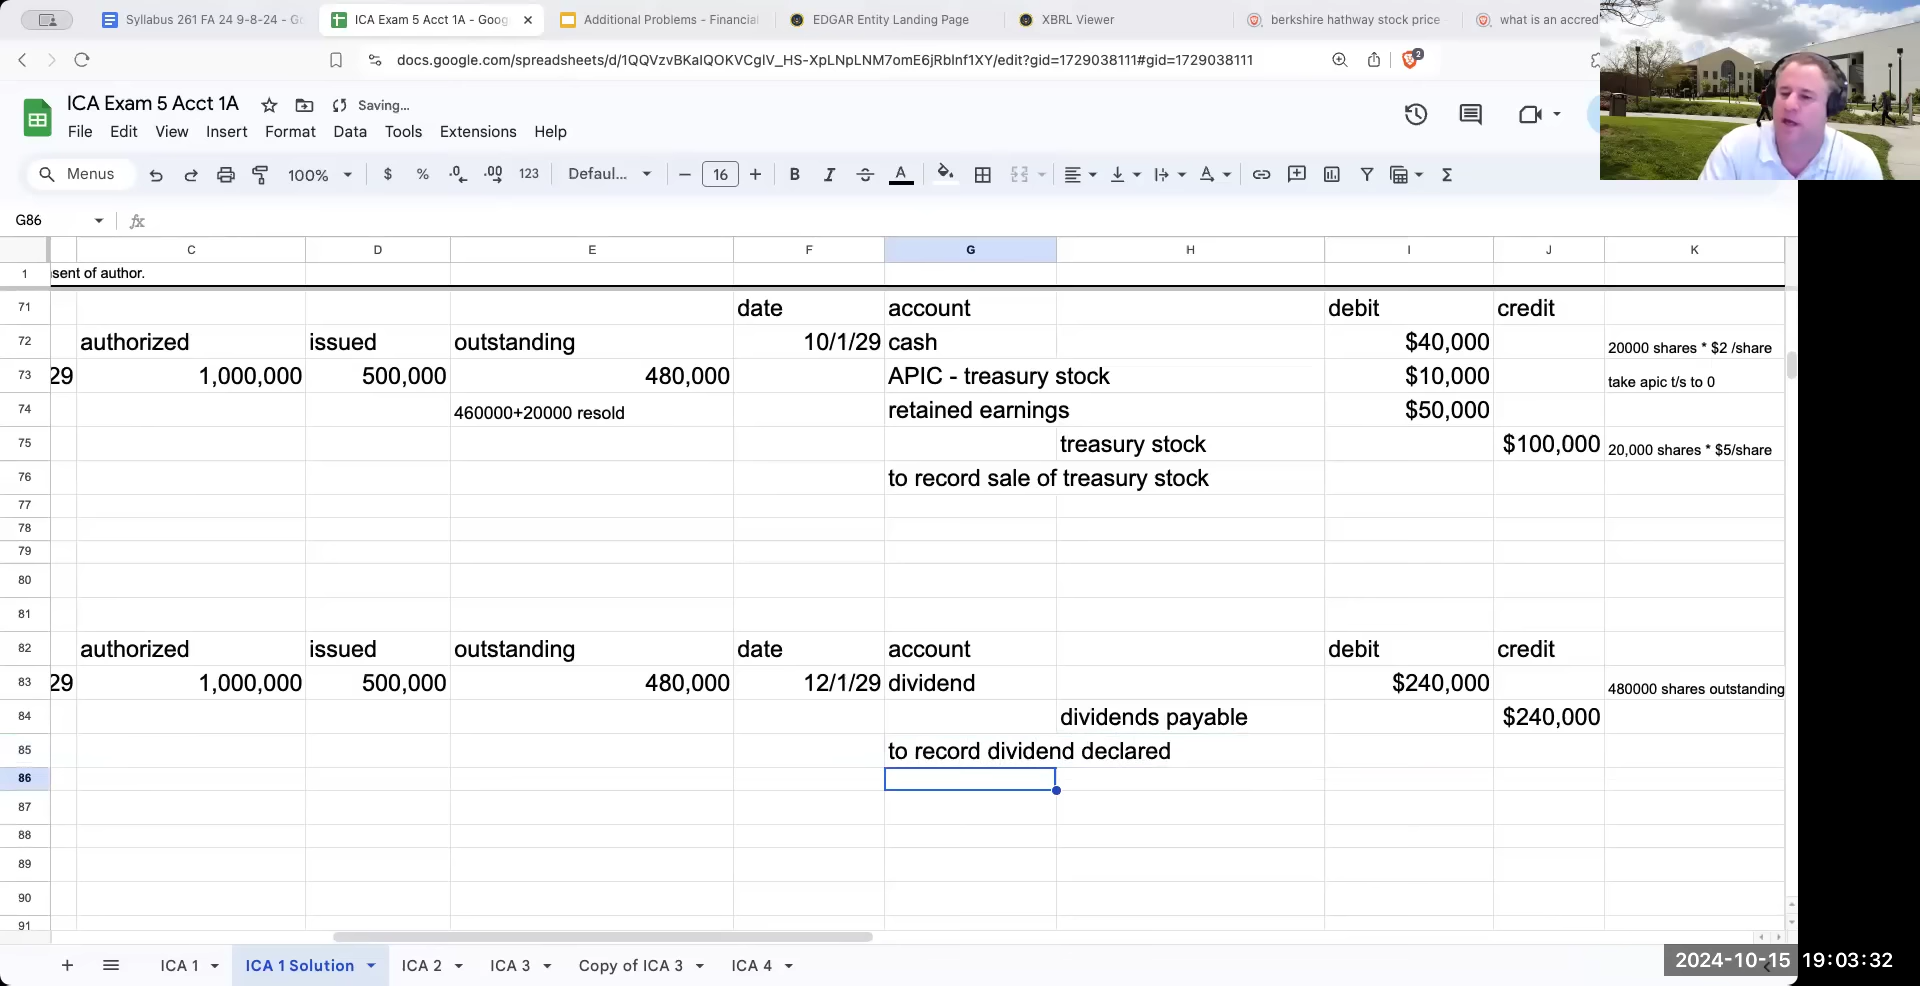 Syllabus 261 FA 24 9-8-24 - Go
ICA Exam 5 Acct 1A - Goog
Additional Problems - Financial
EDGAR Entity Landing Page
XBRL Viewer
berkshire hathway stock price
what is an accred
docs.google.com/spreadsheets/d/1QQVzvBKaIQOKVCgIV_HS-XpLNpLNM7omE6jRbInf1XY/edit?gid=1729038111#gid=1729038111
2
ICA Exam 5 Acct 1A Saving...
File Edit View Insert Format Data Tools Extensions Help
Menus 100% $ % .0 .00 123 Defaul... 16 B I A
G86 fx
C D E F G H I J K
1 sent of author.
71 date account debit credit
72 authorized issued outstanding 10/1/29 cash $40,000 20000 shares * $2 /share
73 29 1,000,000 500,000 480,000 APIC - treasury stock $10,000 take apic t/s to 0
74 460000+20000 resold retained earnings $50,000
75 treasury stock $100,000 20,000 shares * $5/share
76 to record sale of treasury stock
77
78
79
80
81
82 authorized issued outstanding date account debit credit
83 29 1,000,000 500,000 480,000 12/1/29 dividend $240,000 480000 shares outstanding
84 dividends payable $240,000
85 to record dividend declared
86
87
88
89
90
91
+ ICA 1 ICA 1 Solution ICA 2 ICA 3 Copy of ICA 3 ICA 4
2024-10-15 19:03:32